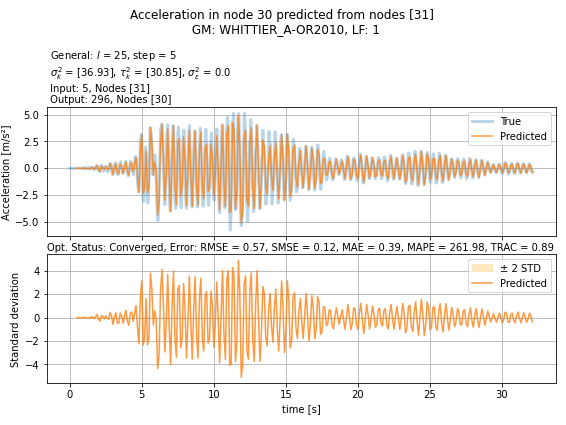 Acceleration in node 30 predicted from nodes [31]
GM: WHITTIER_A-OR2010, LF: 1
General: l = 25, step = 5
σ²ₖ = [36.93], τ²ₖ = [30.85], σ²ε = 0.0
Input: 5, Nodes [31]
Output: 296, Nodes [30]
Acceleration [m/s²]
5.0
2.5
0.0
−2.5
−5.0
True
Predicted
Opt. Status: Converged, Error: RMSE = 0.57, SMSE = 0.12, MAE = 0.39, MAPE = 261.98, TRAC = 0.89
Standard deviation
4
2
0
−2
−4
± 2 STD
Predicted
0 5 10 15 20 25 30
time [s]